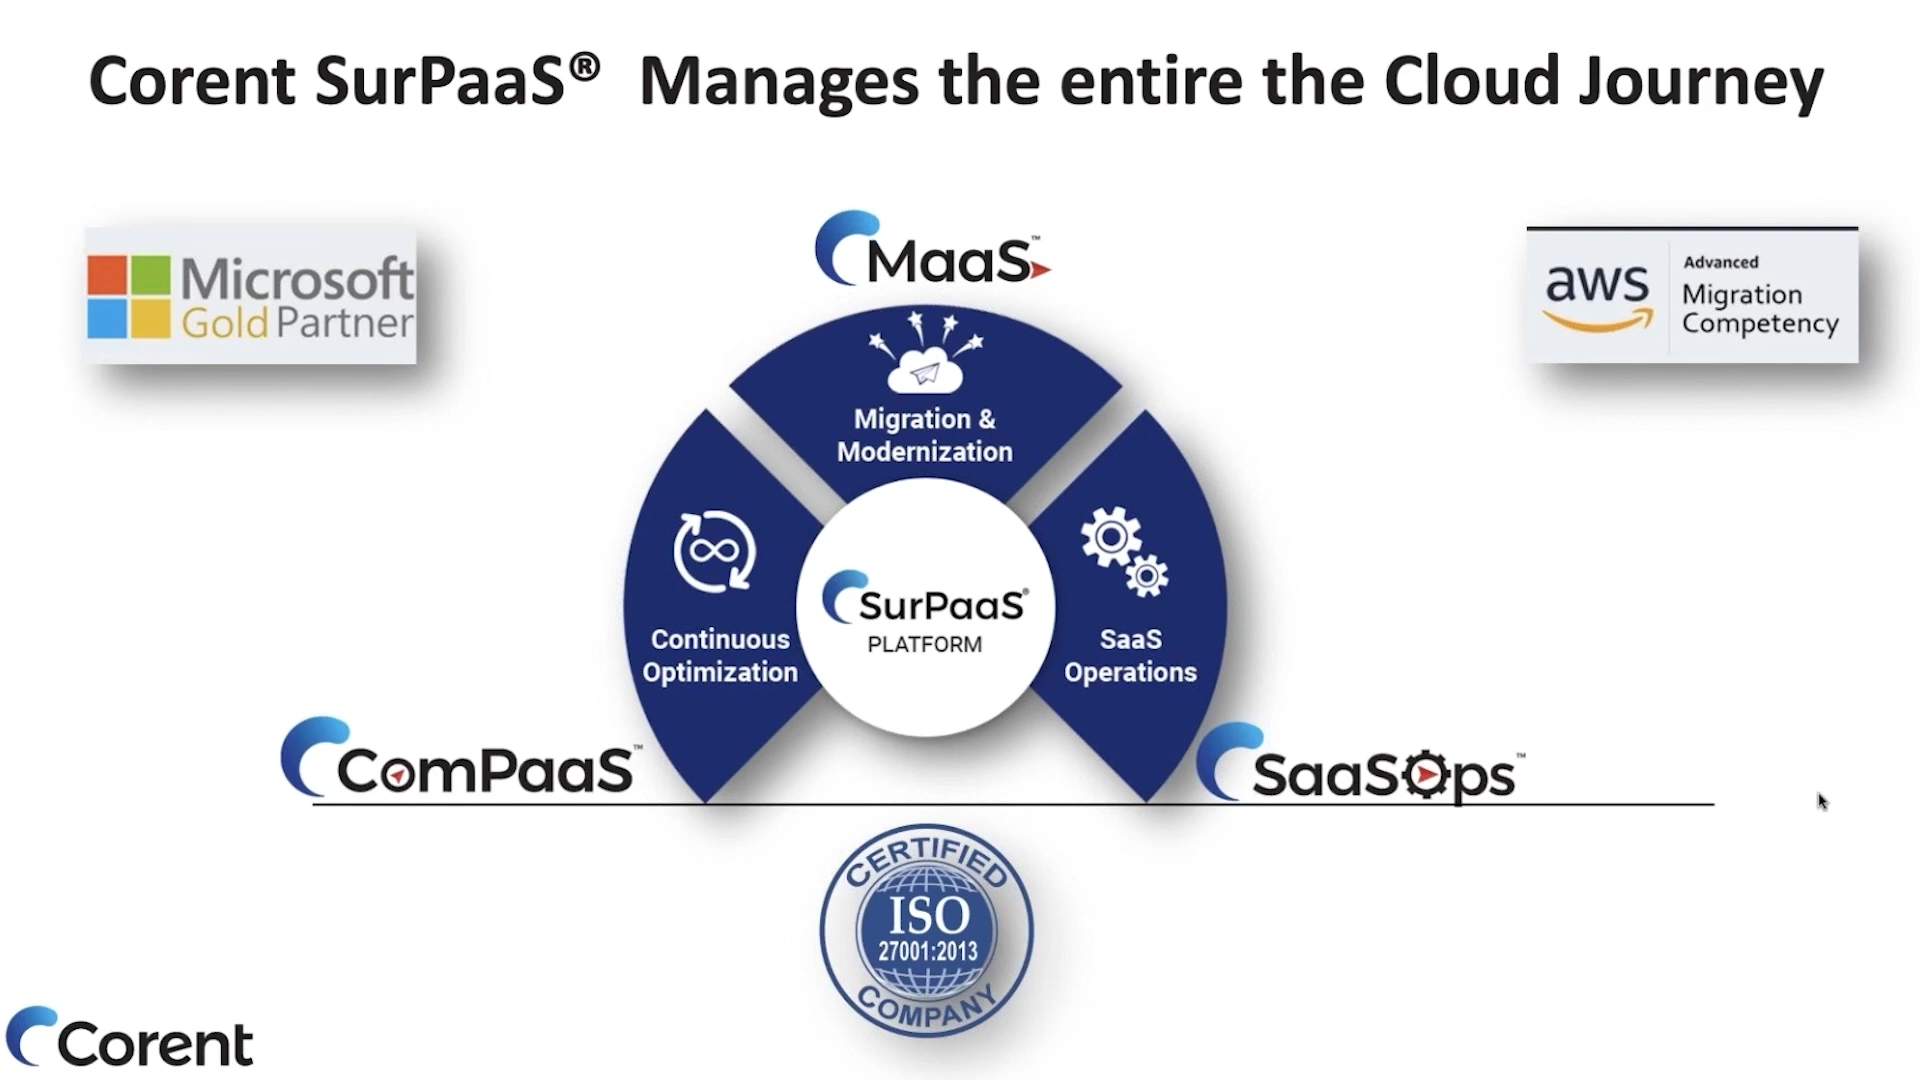 Corent SurPaaS® Manages the entire the Cloud Journey
Microsoft
Gold Partner
MaaS™
aws
Advanced
Migration
Competency
Migration &
Modernization
Continuous
Optimization
SurPaaS®
PLATFORM
SaaS
Operations
ComPaaS™
SaaSOps™
CERTIFIED
ISO
27001:2013
COMPANY
Corent